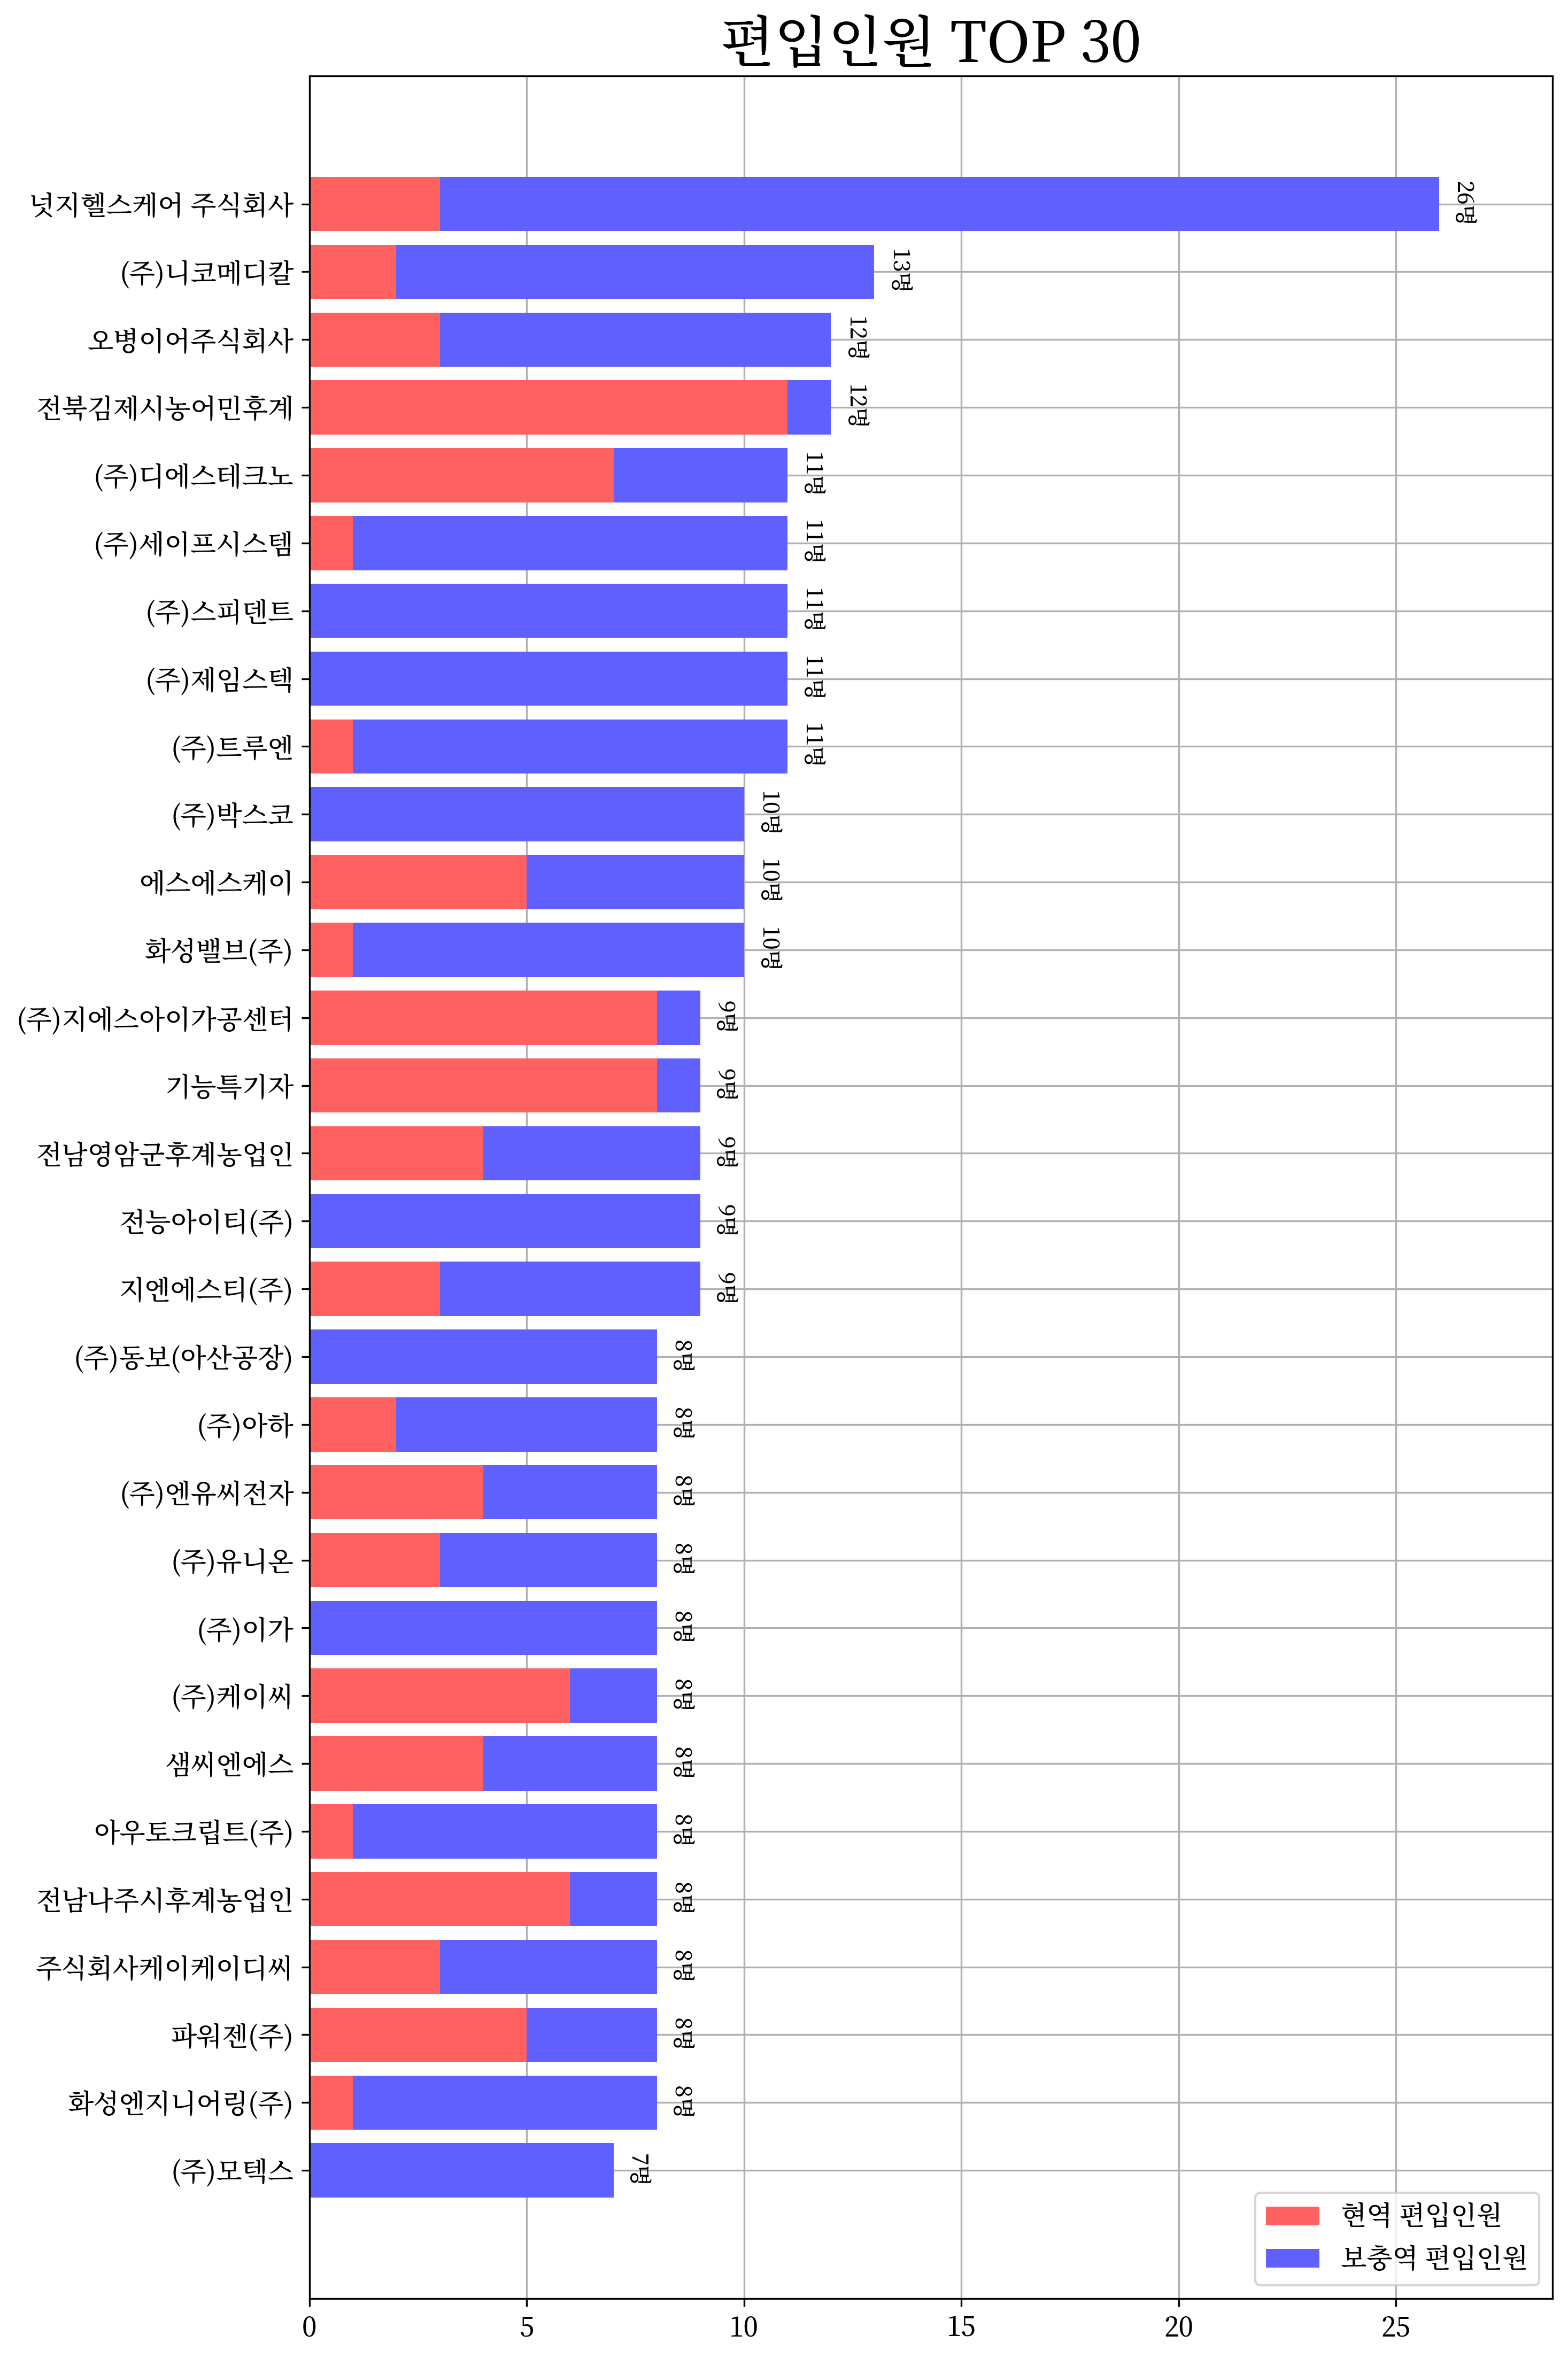 편입인원 TOP 30
넛지헬스케어 주식회사 26명
(주)니코메디칼 13명
오병이어주식회사 12명
전북김제시농어민후계 12명
(주)디에스테크노 11명
(주)세이프시스템 11명
(주)스피덴트 11명
(주)제임스텍 11명
(주)트루엔 11명
(주)박스코 10명
에스에스케이 10명
화성밸브(주) 10명
(주)지에스아이가공센터 9명
기능특기자 9명
전남영암군후계농업인 9명
전능아이티(주) 9명
지엔에스티(주) 9명
(주)동보(아산공장) 8명
(주)아하 8명
(주)엔유씨전자 8명
(주)유니온 8명
(주)이가 8명
(주)케이씨 8명
샘씨엔에스 8명
아우토크립트(주) 8명
전남나주시후계농업인 8명
주식회사케이케이디씨 8명
파워젠(주) 8명
화성엔지니어링(주) 8명
(주)모텍스 7명
현역 편입인원
보충역 편입인원
0 5 10 15 20 25